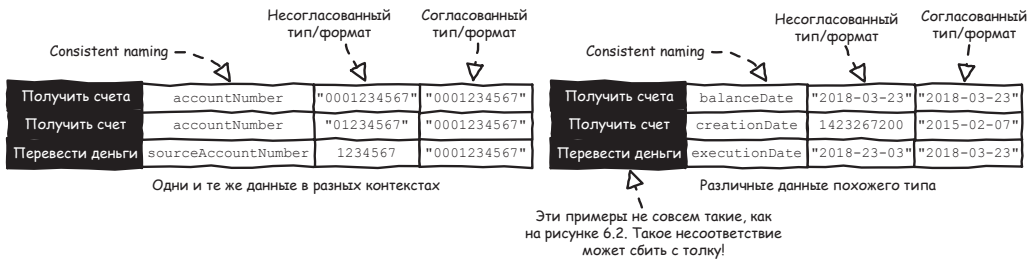 Несогласованный
тип/формат
Согласованный
тип/формат
Consistent naming
Получить счета accountNumber "0001234567" "0001234567"
Получить счет accountNumber "01234567" "0001234567"
Перевести деньги sourceAccountNumber 1234567 "0001234567"
Одни и те же данные в разных контекстах
Несогласованный
тип/формат
Согласованный
тип/формат
Consistent naming
Получить счета balanceDate "2018-03-23" "2018-03-23"
Получить счет creationDate 1423267200 "2015-02-07"
Перевести деньги executionDate "2018-23-03" "2018-03-23"
Различные данные похожего типа
Эти примеры не совсем такие, как
на рисунке 6.2. Такое несоответствие
может сбить с толку!